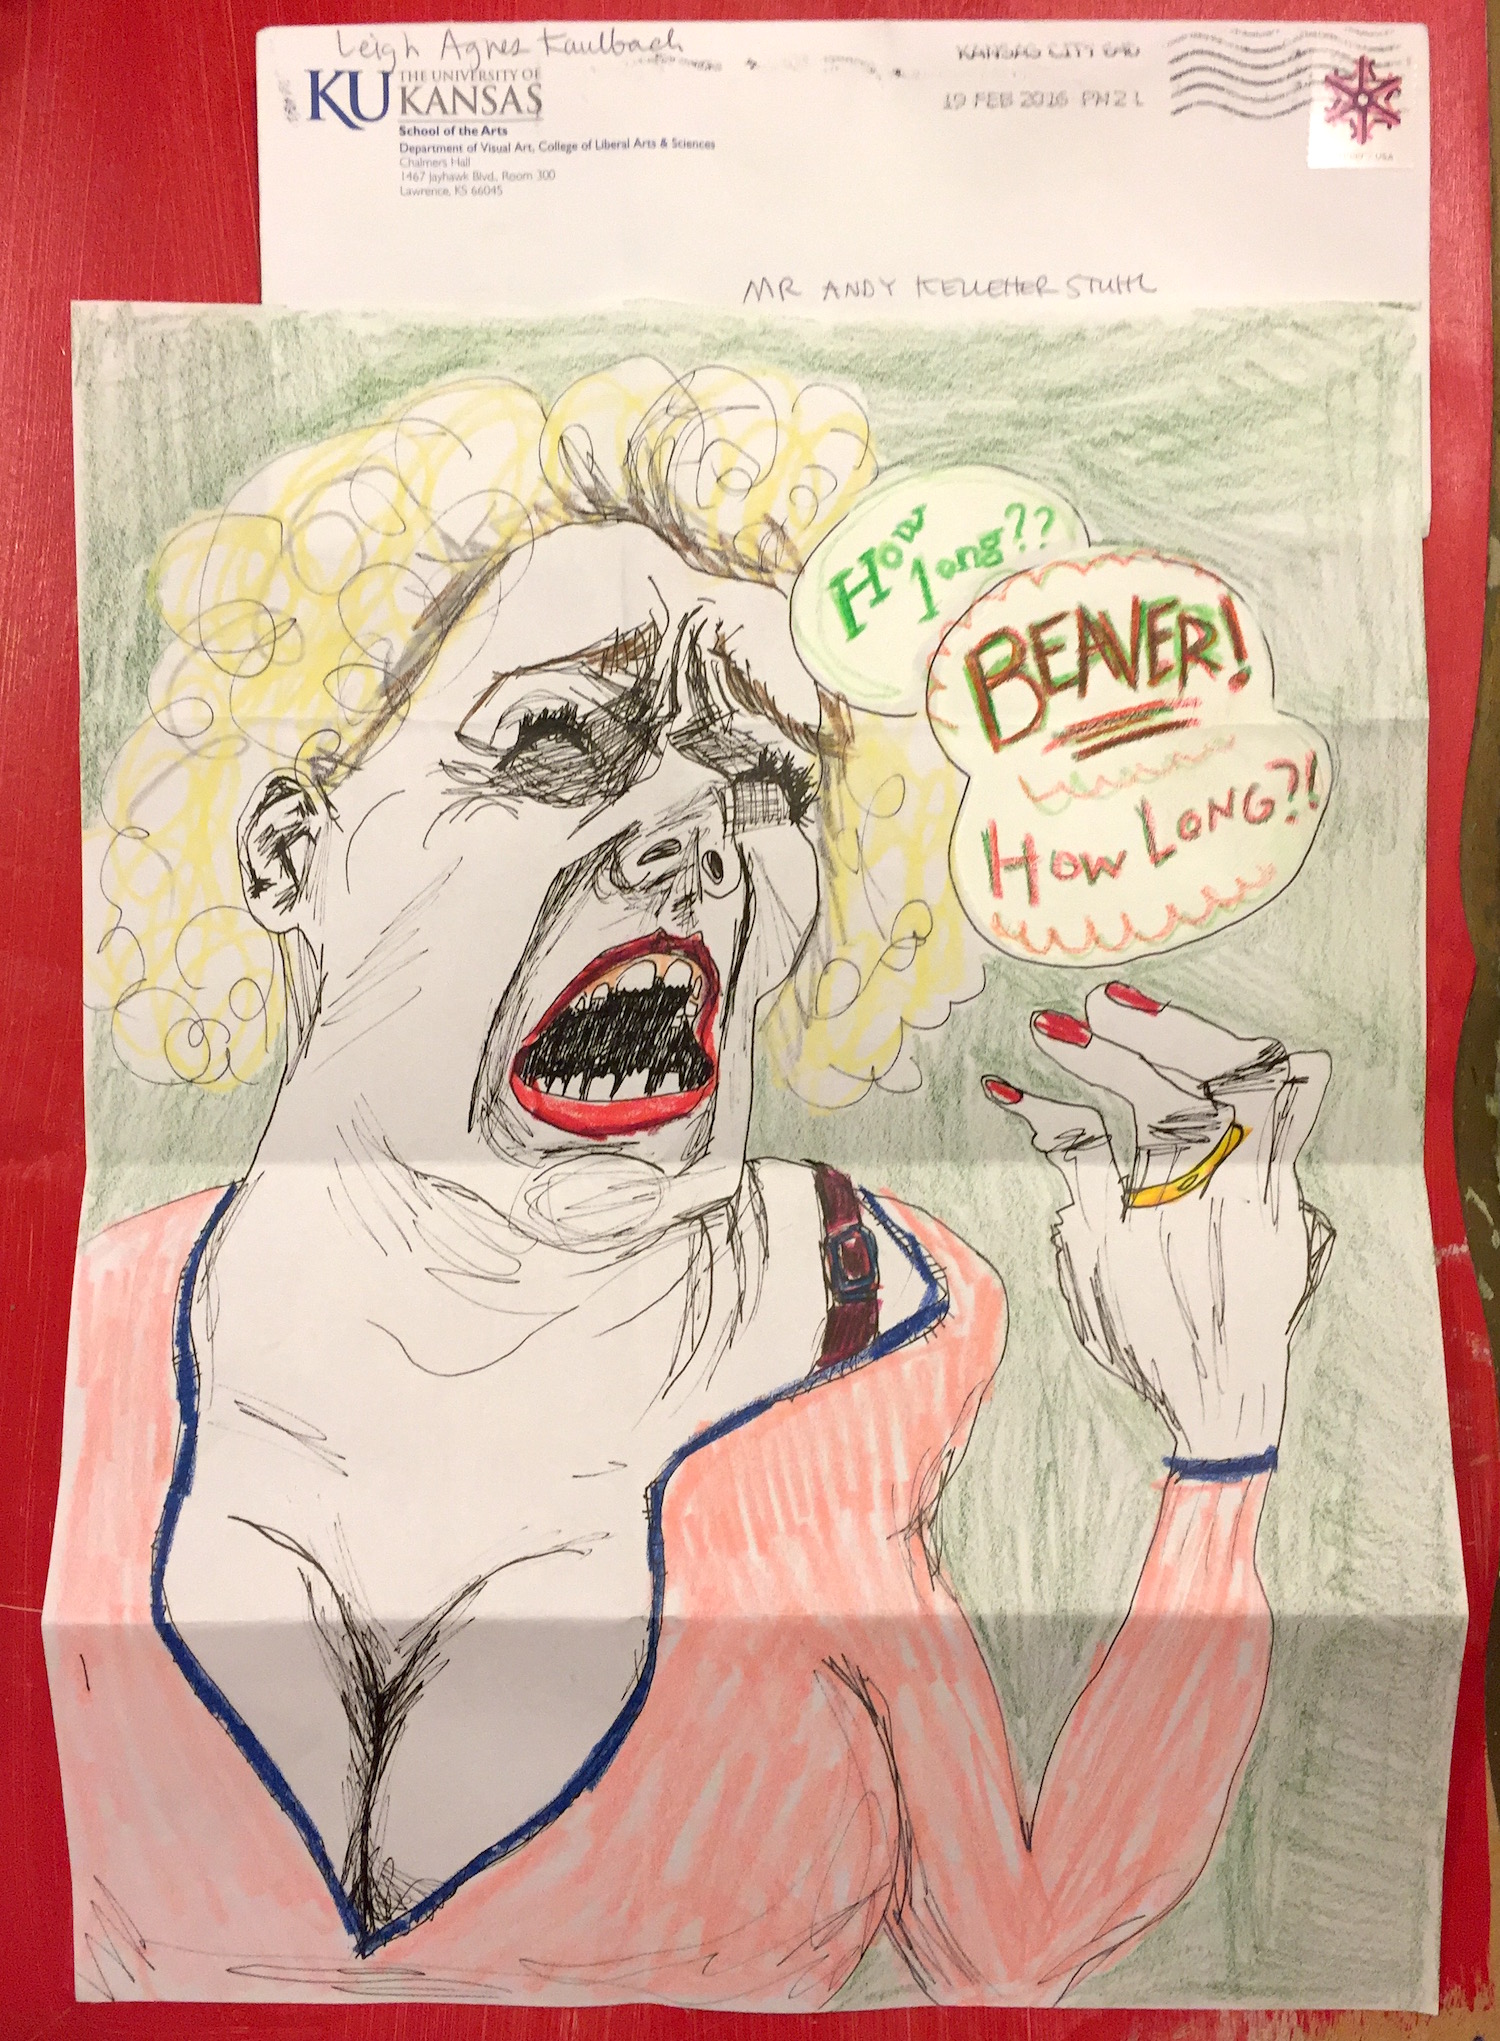 Leigh Agnes Kaulbach
KU THE UNIVERSITY OF
KANSAS
School of the Arts
Department of Visual Art, College of Liberal Arts & Sciences
Chalmers Hall
1467 Jayhawk Blvd., Room 300
Lawrence, KS 66045
KANSAS CITY 640
19 FEB 2016 PM 2 L
MR ANDY KELLEHER STUHL
How
long??
BEAVER!
HOW LONG?!